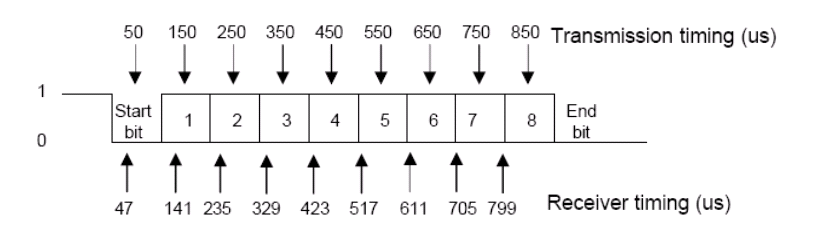 50 150 250 350 450 550 650 750 850 Transmission timing (us)
1
Start bit 1 2 3 4 5 6 7 8 End bit
0
47 141 235 329 423 517 611 705 799 Receiver timing (us)